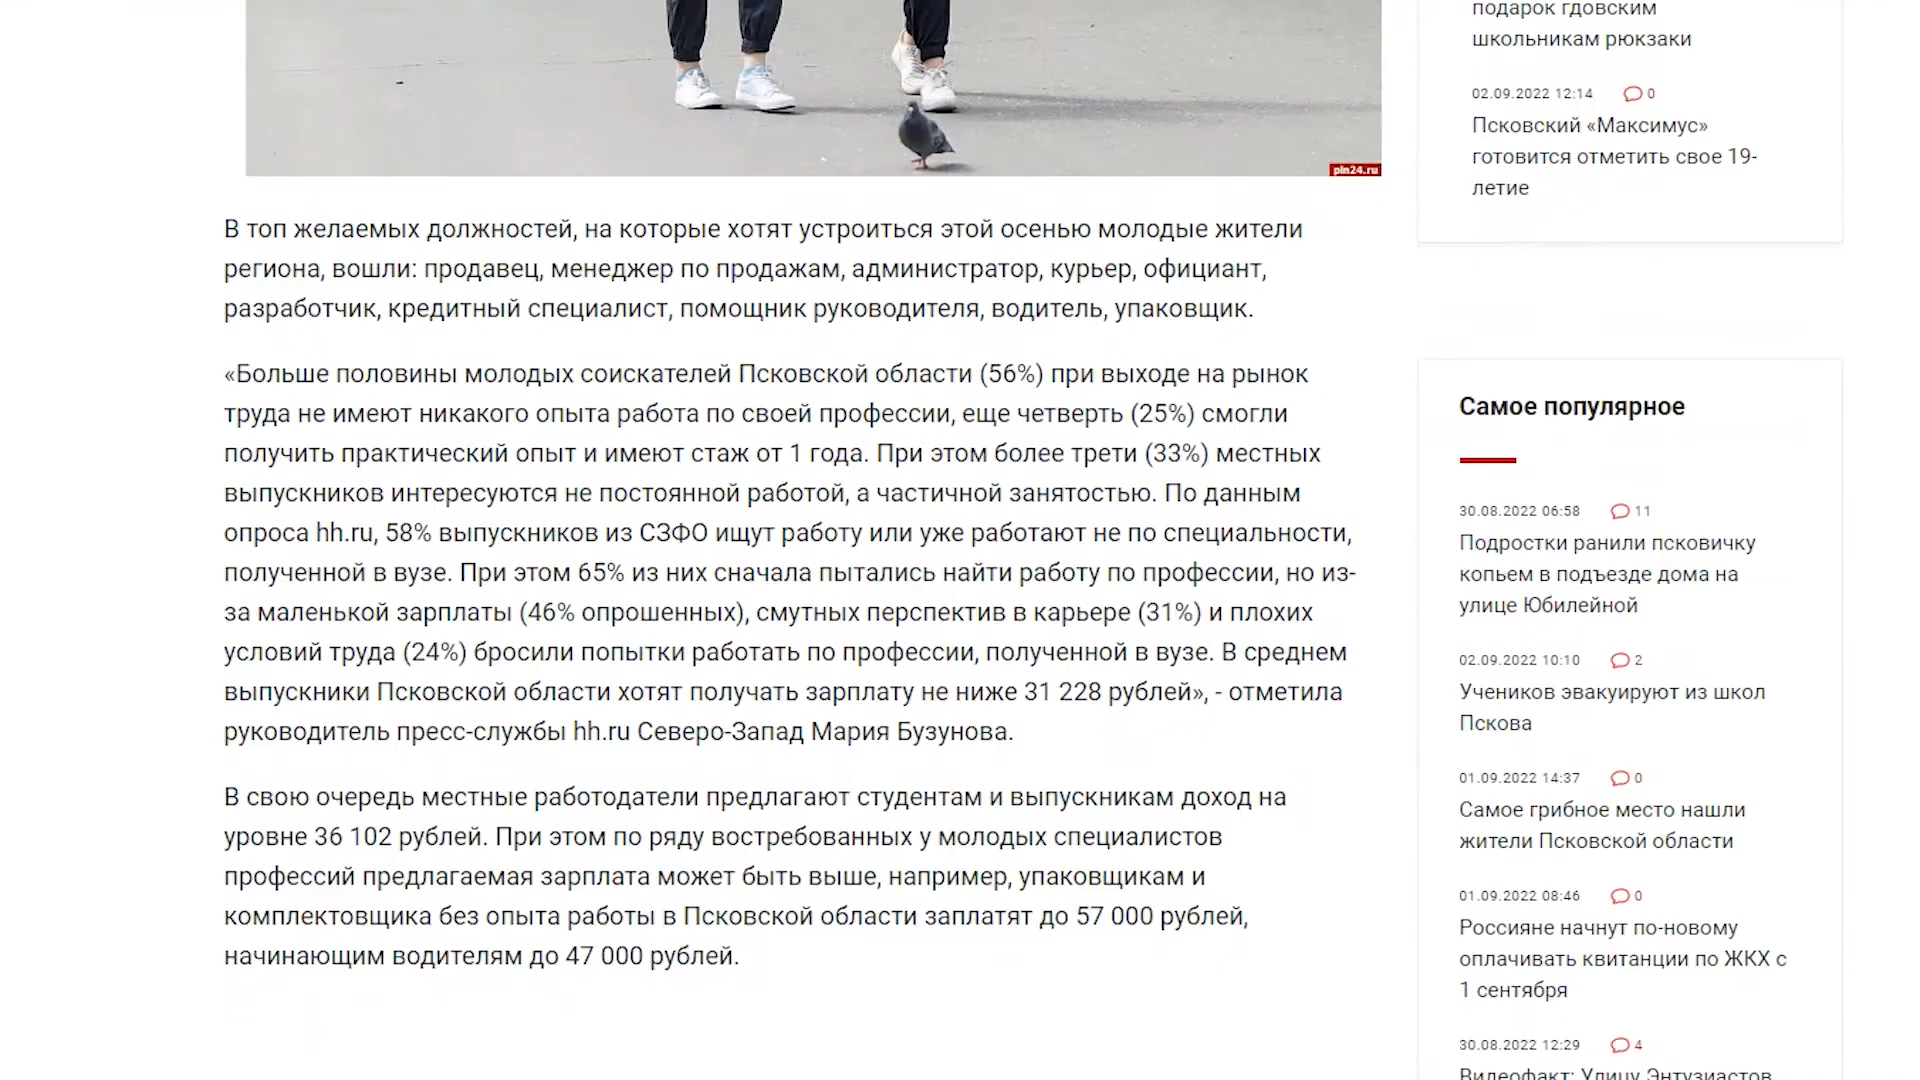 pln24.ru
В топ желаемых должностей, на которые хотят устроиться этой осенью молодые жители
региона, вошли: продавец, менеджер по продажам, администратор, курьер, официант,
разработчик, кредитный специалист, помощник руководителя, водитель, упаковщик.
«Больше половины молодых соискателей Псковской области (56%) при выходе на рынок
труда не имеют никакого опыта работа по своей профессии, еще четверть (25%) смогли
получить практический опыт и имеют стаж от 1 года. При этом более трети (33%) местных
выпускников интересуются не постоянной работой, а частичной занятостью. По данным
опроса hh.ru, 58% выпускников из СЗФО ищут работу или уже работают не по специальности,
полученной в вузе. При этом 65% из них сначала пытались найти работу по профессии, но из-
за маленькой зарплаты (46% опрошенных), смутных перспектив в карьере (31%) и плохих
условий труда (24%) бросили попытки работать по профессии, полученной в вузе. В среднем
выпускники Псковской области хотят получать зарплату не ниже 31 228 рублей», - отметила
руководитель пресс-службы hh.ru Северо-Запад Мария Бузунова.
В свою очередь местные работодатели предлагают студентам и выпускникам доход на
уровне 36 102 рублей. При этом по ряду востребованных у молодых специалистов
профессий предлагаемая зарплата может быть выше, например, упаковщикам и
комплектовщика без опыта работы в Псковской области заплатят до 57 000 рублей,
начинающим водителям до 47 000 рублей.
подарок гдовским
школьникам рюкзаки
02.09.2022 12:14 0
Псковский «Максимус»
готовится отметить свое 19-
летие
Самое популярное
30.08.2022 06:58 11
Подростки ранили псковичку
копьем в подъезде дома на
улице Юбилейной
02.09.2022 10:10 2
Учеников эвакуируют из школ
Пскова
01.09.2022 14:37 0
Самое грибное место нашли
жители Псковской области
01.09.2022 08:46 0
Россияне начнут по-новому
оплачивать квитанции по ЖКХ с
1 сентября
30.08.2022 12:29 4
Видеофакт: Улицу Энтузиастов